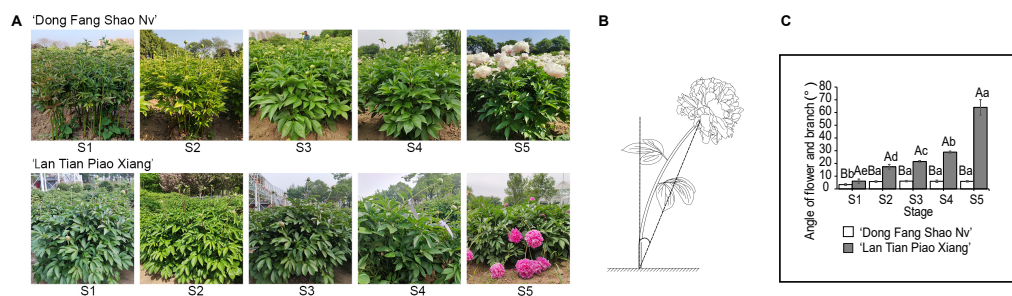 A
'Dong Fang Shao Nv'
S1 S2 S3 S4 S5
'Lan Tian Piao Xiang'
S1 S2 S3 S4 S5
B
C
Angle of flower and branch (°)
80
70
60
50
40
30
20
10
0
Bb Ae Ba Ad Ba Ac Ba Ab Ba Aa
S1 S2 S3 S4 S5
Stage
'Dong Fang Shao Nv'
'Lan Tian Piao Xiang'